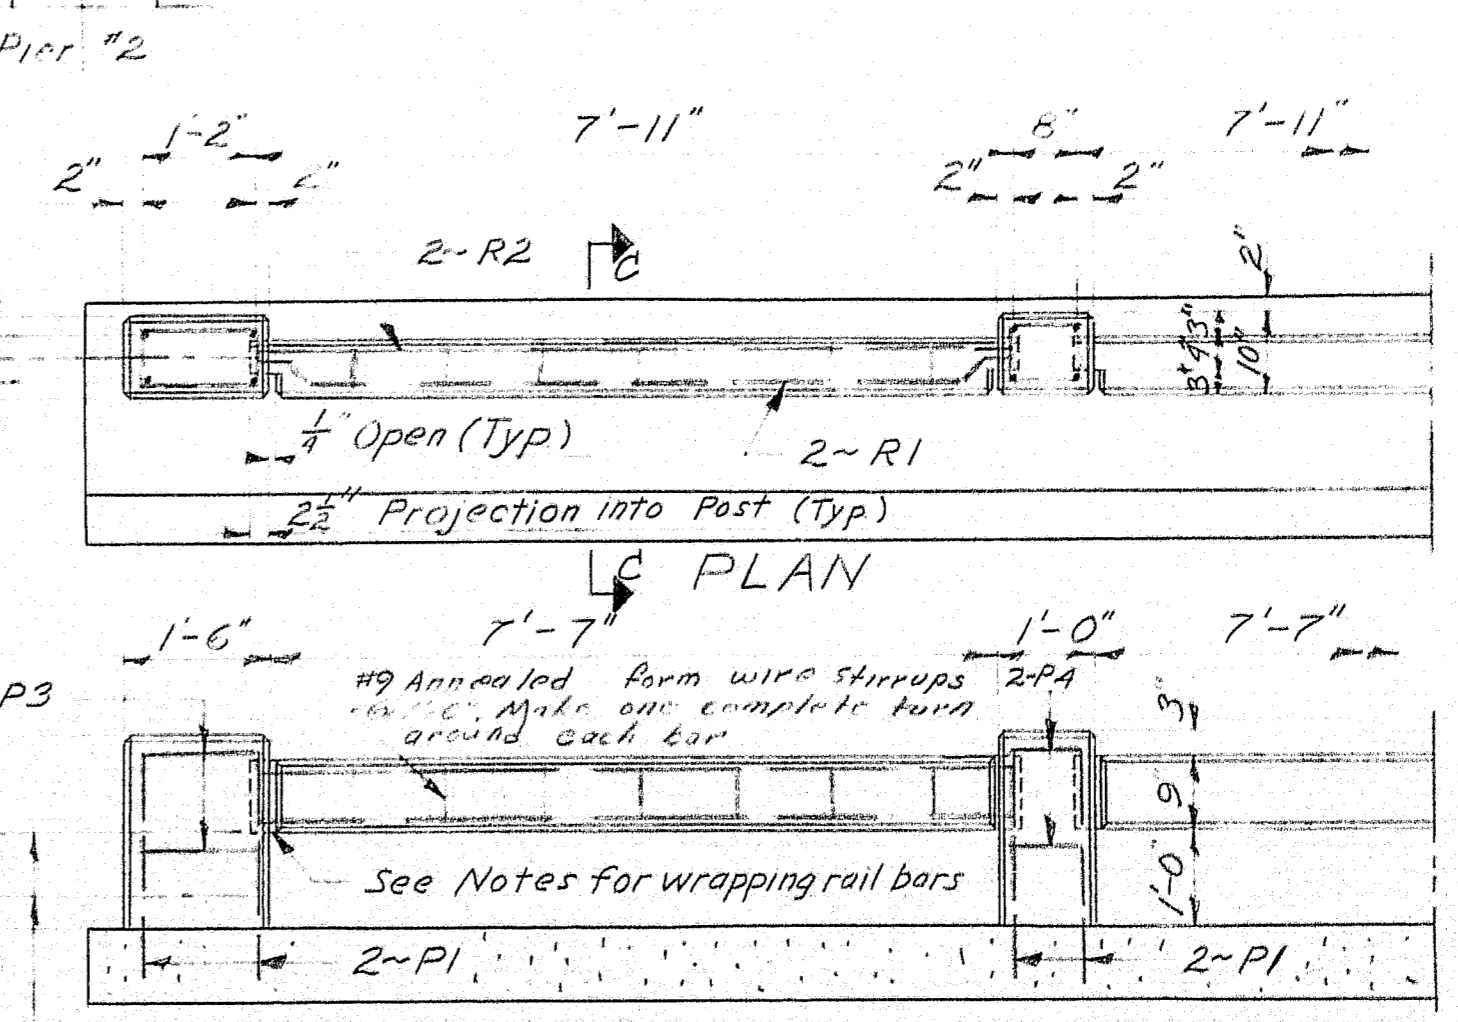 Pier #2
1'-2" 7'-11" 8" 7'-11"
2" 2" 2" 2"
2~R2 C 2"
3" 4" 3" 10"
1/4" Open (Typ.)
2~R1
2 1/2" Projection into Post (Typ.)
C PLAN
1'-6" 7'-7" 1'-0" 7'-7"
#9 Annealed form wire stirrups 2-P4
Make one complete turn
around each bar
P3
3"
9"
1'-0"
See Notes for wrapping rail bars
2~P1 2~P1